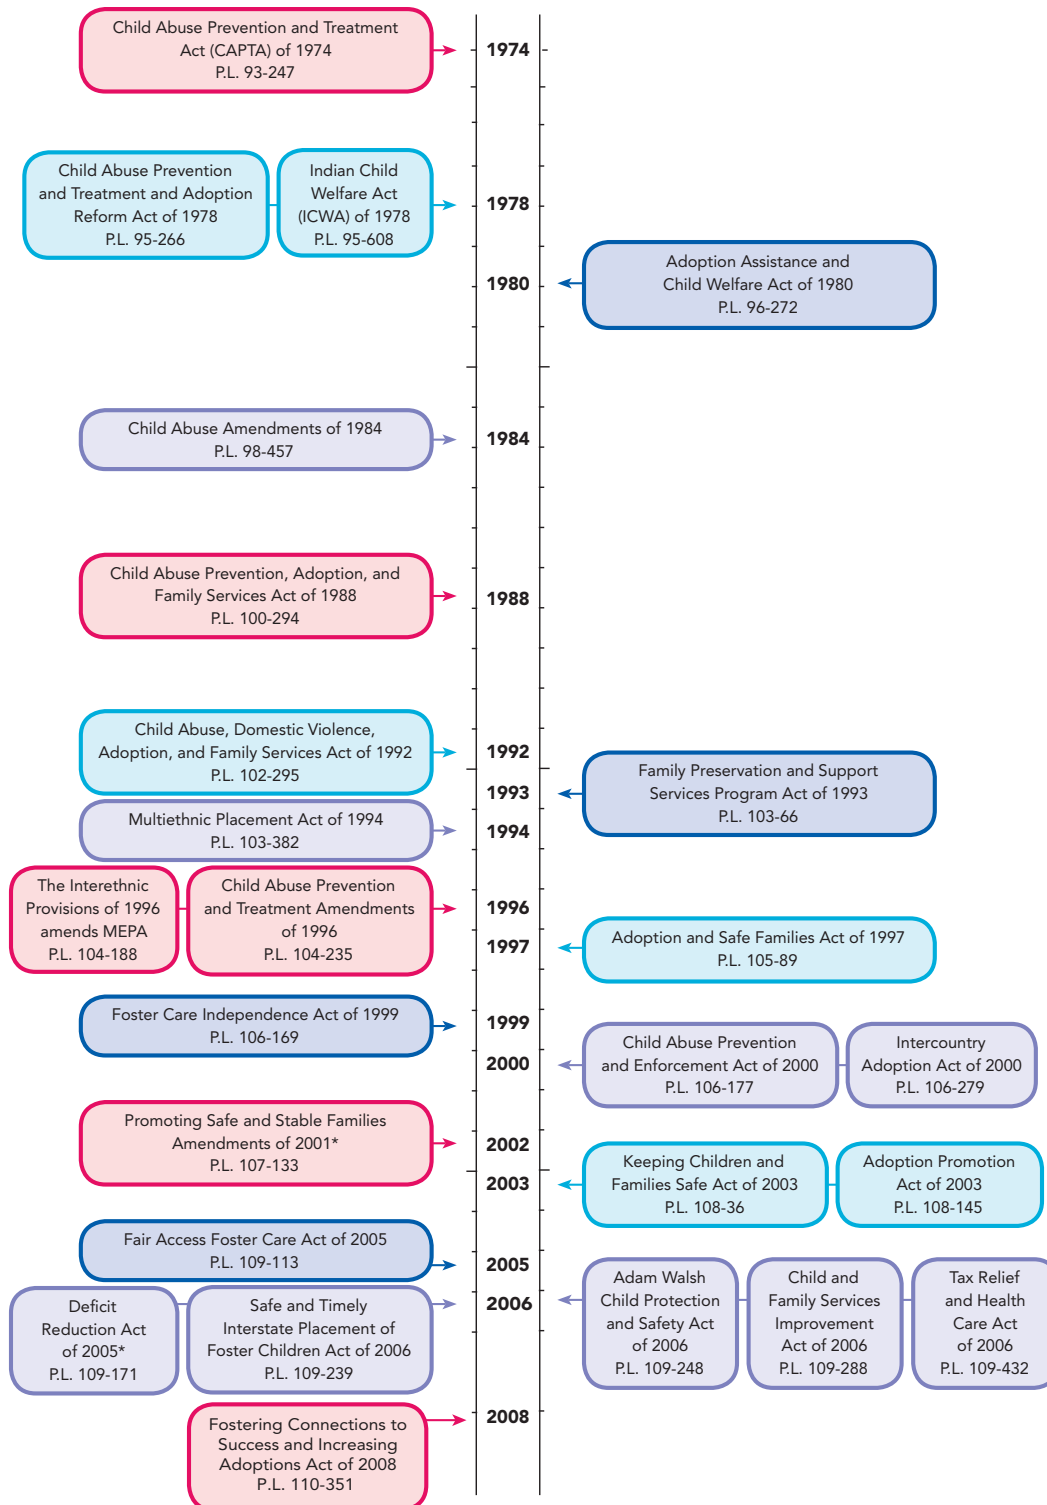 Child Abuse Prevention and Treatment
Act (CAPTA) of 1974
P.L. 93-247
1974
Child Abuse Prevention
and Treatment and Adoption
Reform Act of 1978
P.L. 95-266
Indian Child
Welfare Act
(ICWA) of 1978
P.L. 95-608
1978
1980
Adoption Assistance and
Child Welfare Act of 1980
P.L. 96-272
Child Abuse Amendments of 1984
P.L. 98-457
1984
Child Abuse Prevention, Adoption, and
Family Services Act of 1988
P.L. 100-294
1988
Child Abuse, Domestic Violence,
Adoption, and Family Services Act of 1992
P.L. 102-295
1992
1993
Family Preservation and Support
Services Program Act of 1993
P.L. 103-66
Multiethnic Placement Act of 1994
P.L. 103-382
1994
The Interethnic
Provisions of 1996
amends MEPA
P.L. 104-188
Child Abuse Prevention
and Treatment Amendments
of 1996
P.L. 104-235
1996
1997
Adoption and Safe Families Act of 1997
P.L. 105-89
Foster Care Independence Act of 1999
P.L. 106-169
1999
2000
Child Abuse Prevention
and Enforcement Act of 2000
P.L. 106-177
Intercountry
Adoption Act of 2000
P.L. 106-279
Promoting Safe and Stable Families
Amendments of 2001*
P.L. 107-133
2002
2003
Keeping Children and
Families Safe Act of 2003
P.L. 108-36
Adoption Promotion
Act of 2003
P.L. 108-145
Fair Access Foster Care Act of 2005
P.L. 109-113
2005
Deficit
Reduction Act
of 2005*
P.L. 109-171
Safe and Timely
Interstate Placement of
Foster Children Act of 2006
P.L. 109-239
2006
Adam Walsh
Child Protection
and Safety Act
of 2006
P.L. 109-248
Child and
Family Services
Improvement
Act of 2006
P.L. 109-288
Tax Relief
and Health
Care Act
of 2006
P.L. 109-432
Fostering Connections to
Success and Increasing
Adoptions Act of 2008
P.L. 110-351
2008